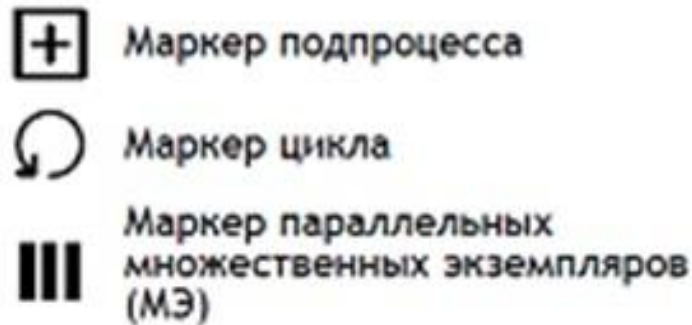 Маркер подпроцесса
Маркер цикла
Маркер параллельных
множественных экземпляров
(МЭ)